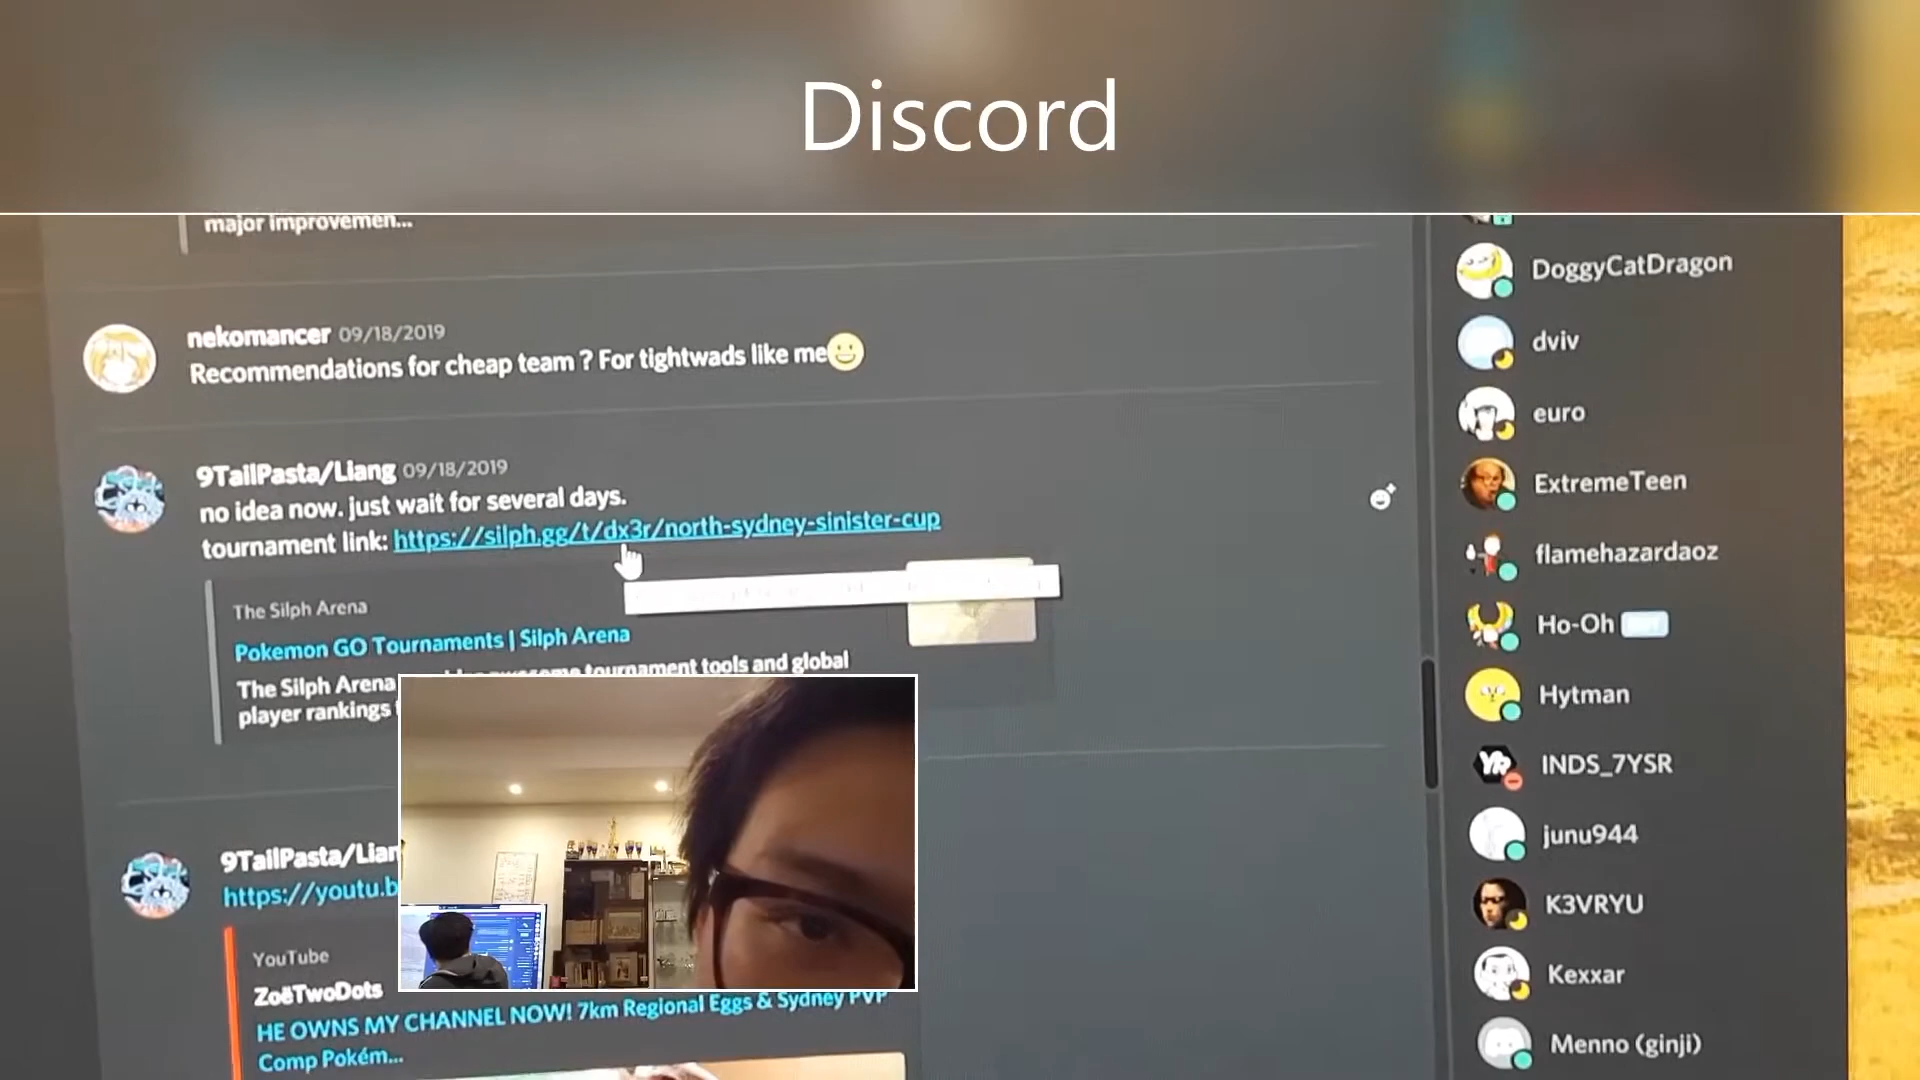 Discord
major improvemen...
nekomancer 09/18/2019
Recommendations for cheap team ? For tightwads like me
9TailPasta/Liang 09/18/2019
no idea now. just wait for several days.
tournament link: https://silph.gg/t/dx3r/north-sydney-sinister-cup
The Silph Arena
Pokemon GO Tournaments | Silph Arena
The Silph Arena awesome tournament tools and global
player rankings
9TailPasta/Lian
https://youtu.b
YouTube
ZoëTwoDots
HE OWNS MY CHANNEL NOW! 7km Regional Eggs & Sydney PVP
Comp Pokém...
DoggyCatDragon
dviv
euro
ExtremeTeen
flamehazardaoz
Ho-Oh
Hytman
INDS_7YSR
junu944
K3VRYU
Kexxar
Menno (ginji)